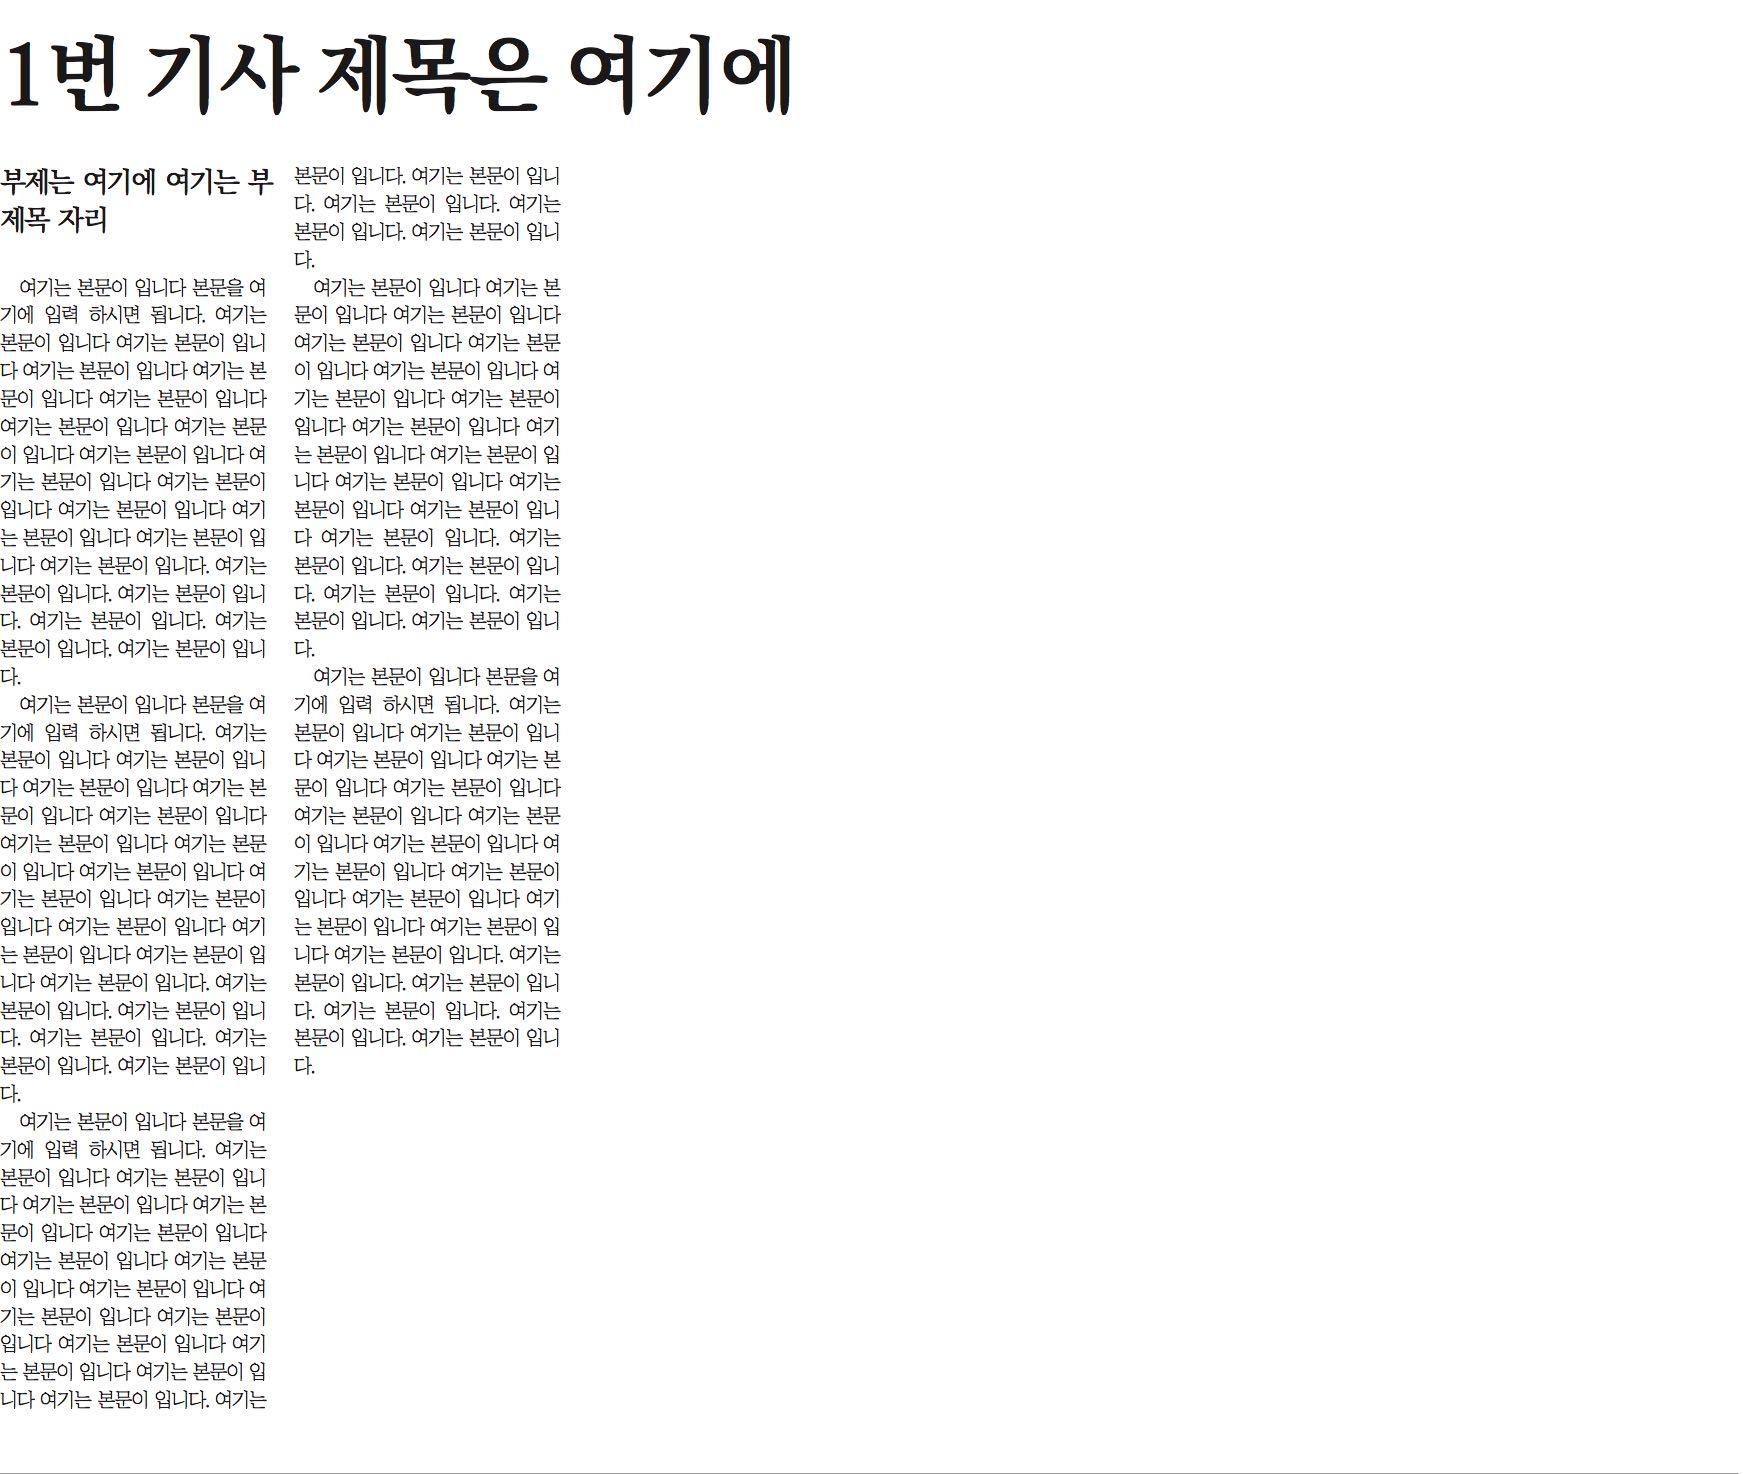 1번 기사 제목은 여기에
부제는 여기에 여기는 부
제목 자리
여기는 본문이 입니다 본문을 여
기에 입력 하시면 됩니다. 여기는
본문이 입니다 여기는 본문이 입니
다 여기는 본문이 입니다 여기는 본
문이 입니다 여기는 본문이 입니다
여기는 본문이 입니다 여기는 본문
이 입니다 여기는 본문이 입니다 여
기는 본문이 입니다 여기는 본문이
입니다 여기는 본문이 입니다 여기
는 본문이 입니다 여기는 본문이 입
니다 여기는 본문이 입니다. 여기는
본문이 입니다. 여기는 본문이 입니
다. 여기는 본문이 입니다. 여기는
본문이 입니다. 여기는 본문이 입니
다.
여기는 본문이 입니다 본문을 여
기에 입력 하시면 됩니다. 여기는
본문이 입니다 여기는 본문이 입니
다 여기는 본문이 입니다 여기는 본
문이 입니다 여기는 본문이 입니다
여기는 본문이 입니다 여기는 본문
이 입니다 여기는 본문이 입니다 여
기는 본문이 입니다 여기는 본문이
입니다 여기는 본문이 입니다 여기
는 본문이 입니다 여기는 본문이 입
니다 여기는 본문이 입니다. 여기는
본문이 입니다. 여기는 본문이 입니
다. 여기는 본문이 입니다. 여기는
본문이 입니다. 여기는 본문이 입니
다.
여기는 본문이 입니다 본문을 여
기에 입력 하시면 됩니다. 여기는
본문이 입니다 여기는 본문이 입니
다 여기는 본문이 입니다 여기는 본
문이 입니다 여기는 본문이 입니다
여기는 본문이 입니다 여기는 본문
이 입니다 여기는 본문이 입니다 여
기는 본문이 입니다 여기는 본문이
입니다 여기는 본문이 입니다 여기
는 본문이 입니다 여기는 본문이 입
니다 여기는 본문이 입니다. 여기는
본문이 입니다. 여기는 본문이 입니
다. 여기는 본문이 입니다. 여기는
본문이 입니다. 여기는 본문이 입니
다.
여기는 본문이 입니다 여기는 본
문이 입니다 여기는 본문이 입니다
여기는 본문이 입니다 여기는 본문
이 입니다 여기는 본문이 입니다 여
기는 본문이 입니다 여기는 본문이
입니다 여기는 본문이 입니다 여기
는 본문이 입니다 여기는 본문이 입
니다 여기는 본문이 입니다 여기는
본문이 입니다 여기는 본문이 입니
다 여기는 본문이 입니다. 여기는
본문이 입니다. 여기는 본문이 입니
다. 여기는 본문이 입니다. 여기는
본문이 입니다. 여기는 본문이 입니
다.
여기는 본문이 입니다 본문을 여
기에 입력 하시면 됩니다. 여기는
본문이 입니다 여기는 본문이 입니
다 여기는 본문이 입니다 여기는 본
문이 입니다 여기는 본문이 입니다
여기는 본문이 입니다 여기는 본문
이 입니다 여기는 본문이 입니다 여
기는 본문이 입니다 여기는 본문이
입니다 여기는 본문이 입니다 여기
는 본문이 입니다 여기는 본문이 입
니다 여기는 본문이 입니다. 여기는
본문이 입니다. 여기는 본문이 입니
다. 여기는 본문이 입니다. 여기는
본문이 입니다. 여기는 본문이 입니
다.